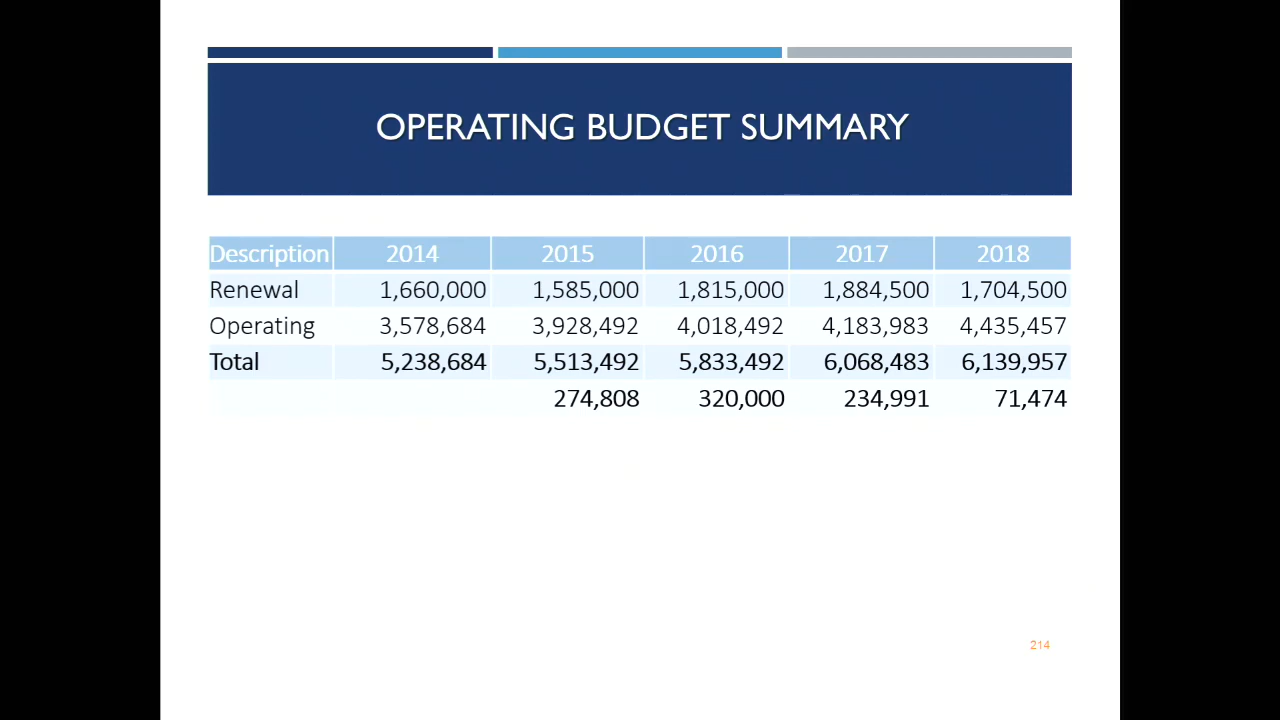 OPERATING BUDGET SUMMARY
Description 2014 2015 2016 2017 2018
Renewal 1,660,000 1,585,000 1,815,000 1,884,500 1,704,500
Operating 3,578,684 3,928,492 4,018,492 4,183,983 4,435,457
Total 5,238,684 5,513,492 5,833,492 6,068,483 6,139,957
274,808 320,000 234,991 71,474
214